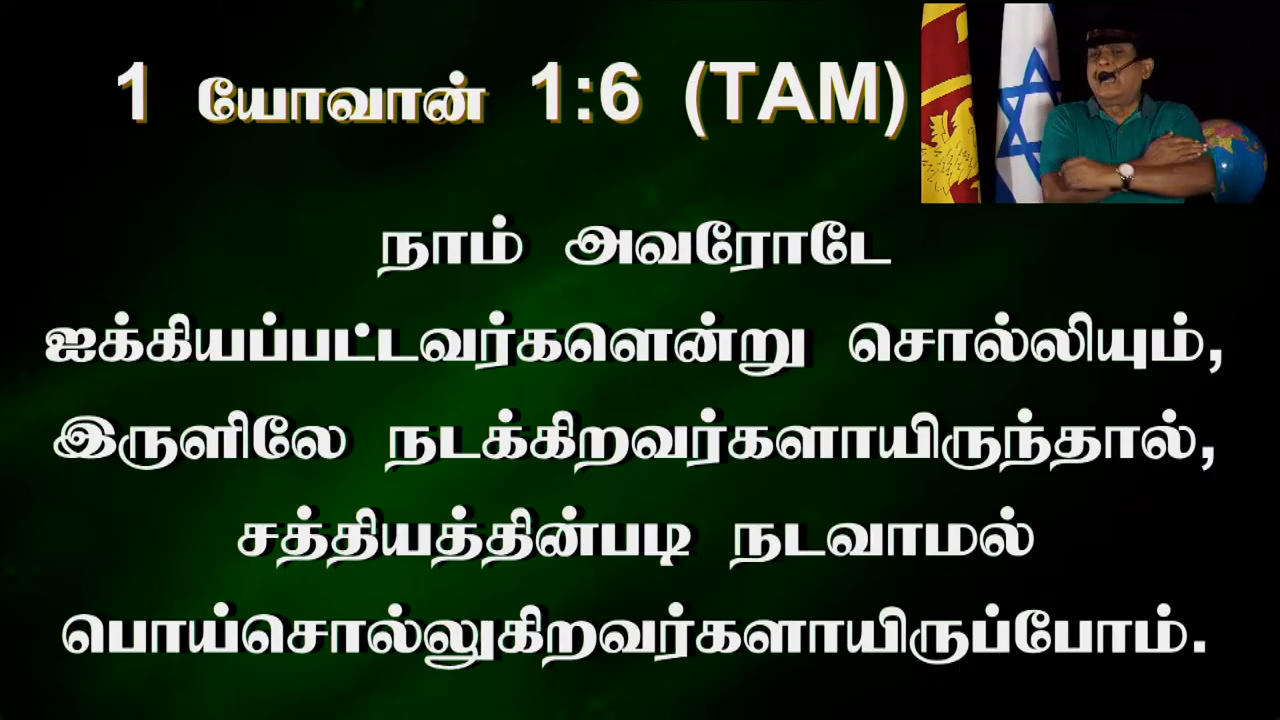 1 யோவான் 1:6 (TAM)
நாம் அவரோடே
ஐக்கியப்பட்டவர்களென்று சொல்லியும்,
இருளிலே நடக்கிறவர்களாயிருந்தால்,
சத்தியத்தின்படி நடவாமல்
பொய்சொல்லுகிறவர்களாயிருப்போம்.